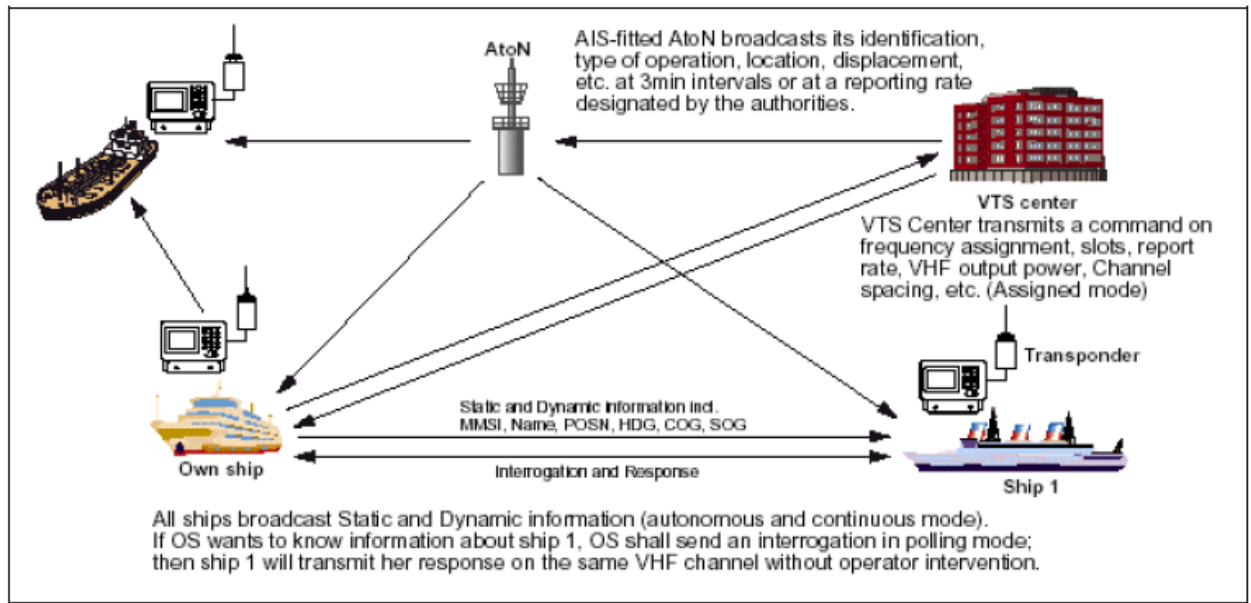 AtoN
AIS-fitted AtoN broadcasts its identification,
type of operation, location, displacement,
etc. at 3min intervals or at a reporting rate
designated by the authorities.
VTS center
VTS Center transmits a command on
frequency assignment, slots, report
rate, VHF output power, Channel
spacing, etc. (Assigned mode)
Transponder
Static and Dynamic information incl.
MMSI, Name, POSN, HDG, COG, SOG
Own ship
Interrogation and Response
Ship 1
All ships broadcast Static and Dynamic information (autonomous and continuous mode).
If OS wants to know information about ship 1, OS shall send an interrogation in polling mode;
then ship 1 will transmit her response on the same VHF channel without operator intervention.